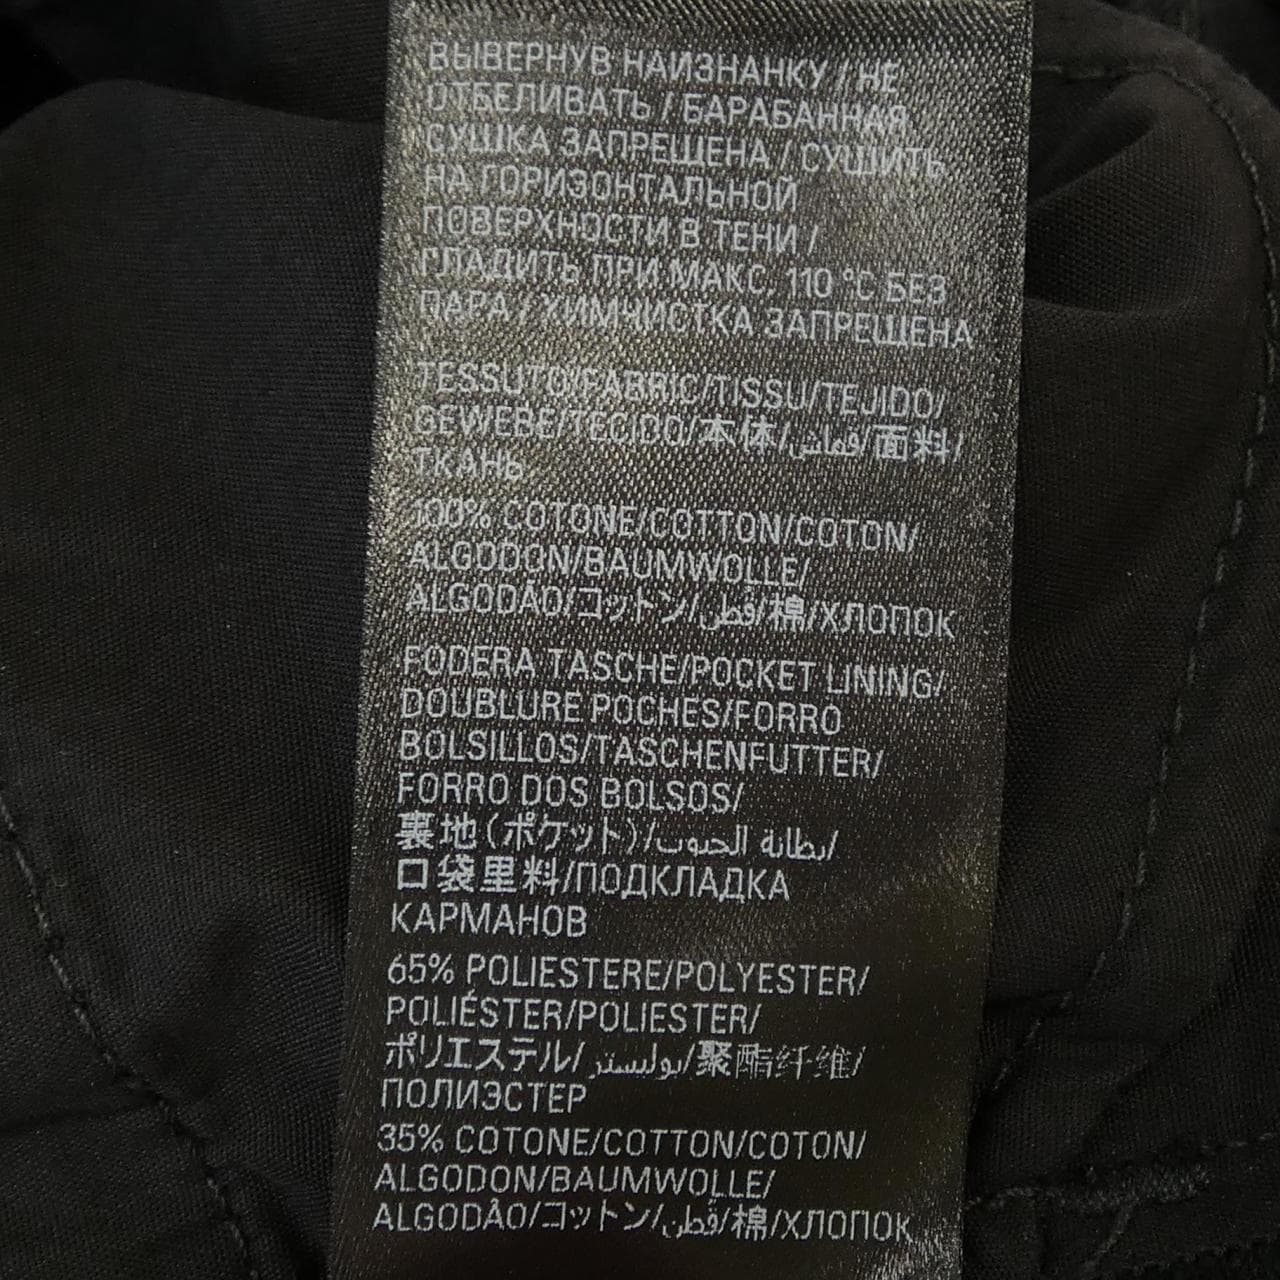 ВЫВЕРНУВ НАИЗНАНКУ / НЕ
ОТБЕЛИВАТЬ / БАРАБАННАЯ
СУШКА ЗАПРЕЩЕНА / СУШИТЬ
НА ГОРИЗОНТАЛЬНОЙ
ПОВЕРХНОСТИ В ТЕНИ /
ГЛАДИТЬ ПРИ МАКС. 110 °C БЕЗ
ПАРА / ХИМЧИСТКА ЗАПРЕЩЕНА
TESSUTO/FABRIC/TISSU/TEJIDO/
GEWEBE/TECIDO/本体/قماش/面料/
ТКАНЬ
100% COTONE/COTTON/COTON/
ALGODON/BAUMWOLLE/
ALGODÃO/コットン/قطن/棉/ХЛОПОК
FODERA TASCHE/POCKET LINING/
DOUBLURE POCHES/FORRO
BOLSILLOS/TASCHENFUTTER/
FORRO DOS BOLSOS/
裏地(ポケット)/بطانة الجيوب/
口袋里料/ПОДКЛАДКА
КАРМАНОВ
65% POLIESTERE/POLYESTER/
POLIÉSTER/POLIESTER/
ポリエステル/بوليستر/聚酯纤维/
ПОЛИЭСТЕР
35% COTONE/COTTON/COTON/
ALGODON/BAUMWOLLE/
ALGODÃO/コットン/قطن/棉/ХЛОПОК